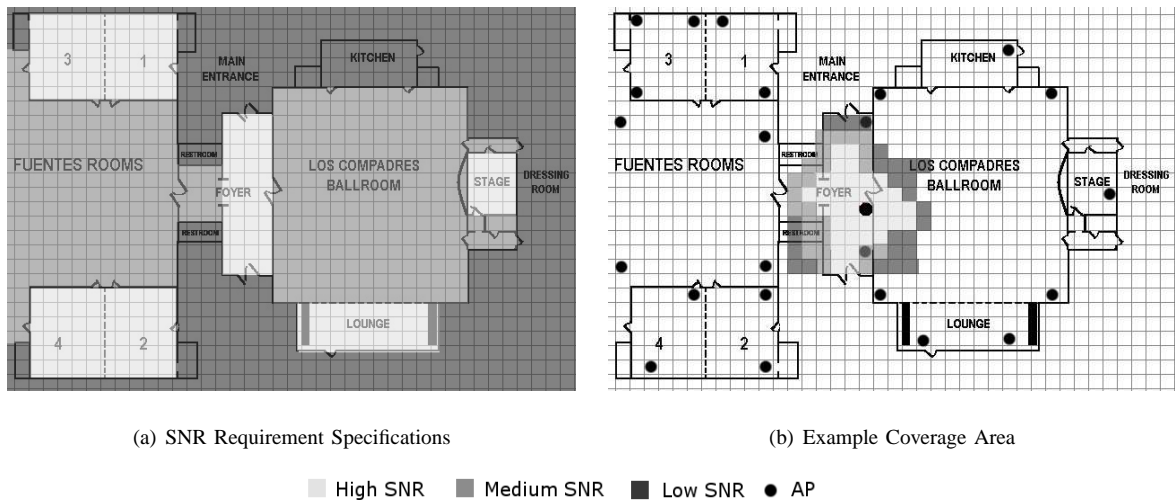 3
1
MAIN
ENTRANCE
KITCHEN
RESTROOM
FUENTES ROOMS
LOS COMPADRES
BALLROOM
FOYER
STAGE
DRESSING
ROOM
RESTROOM
LOUNGE
4
2
3
1
MAIN
ENTRANCE
KITCHEN
RESTROOM
FUENTES ROOMS
LOS COMPADRES
BALLROOM
FOYER
STAGE
DRESSING
ROOM
RESTROOM
LOUNGE
4
2
(a) SNR Requirement Specifications
(b) Example Coverage Area
High SNR
Medium SNR
Low SNR
AP